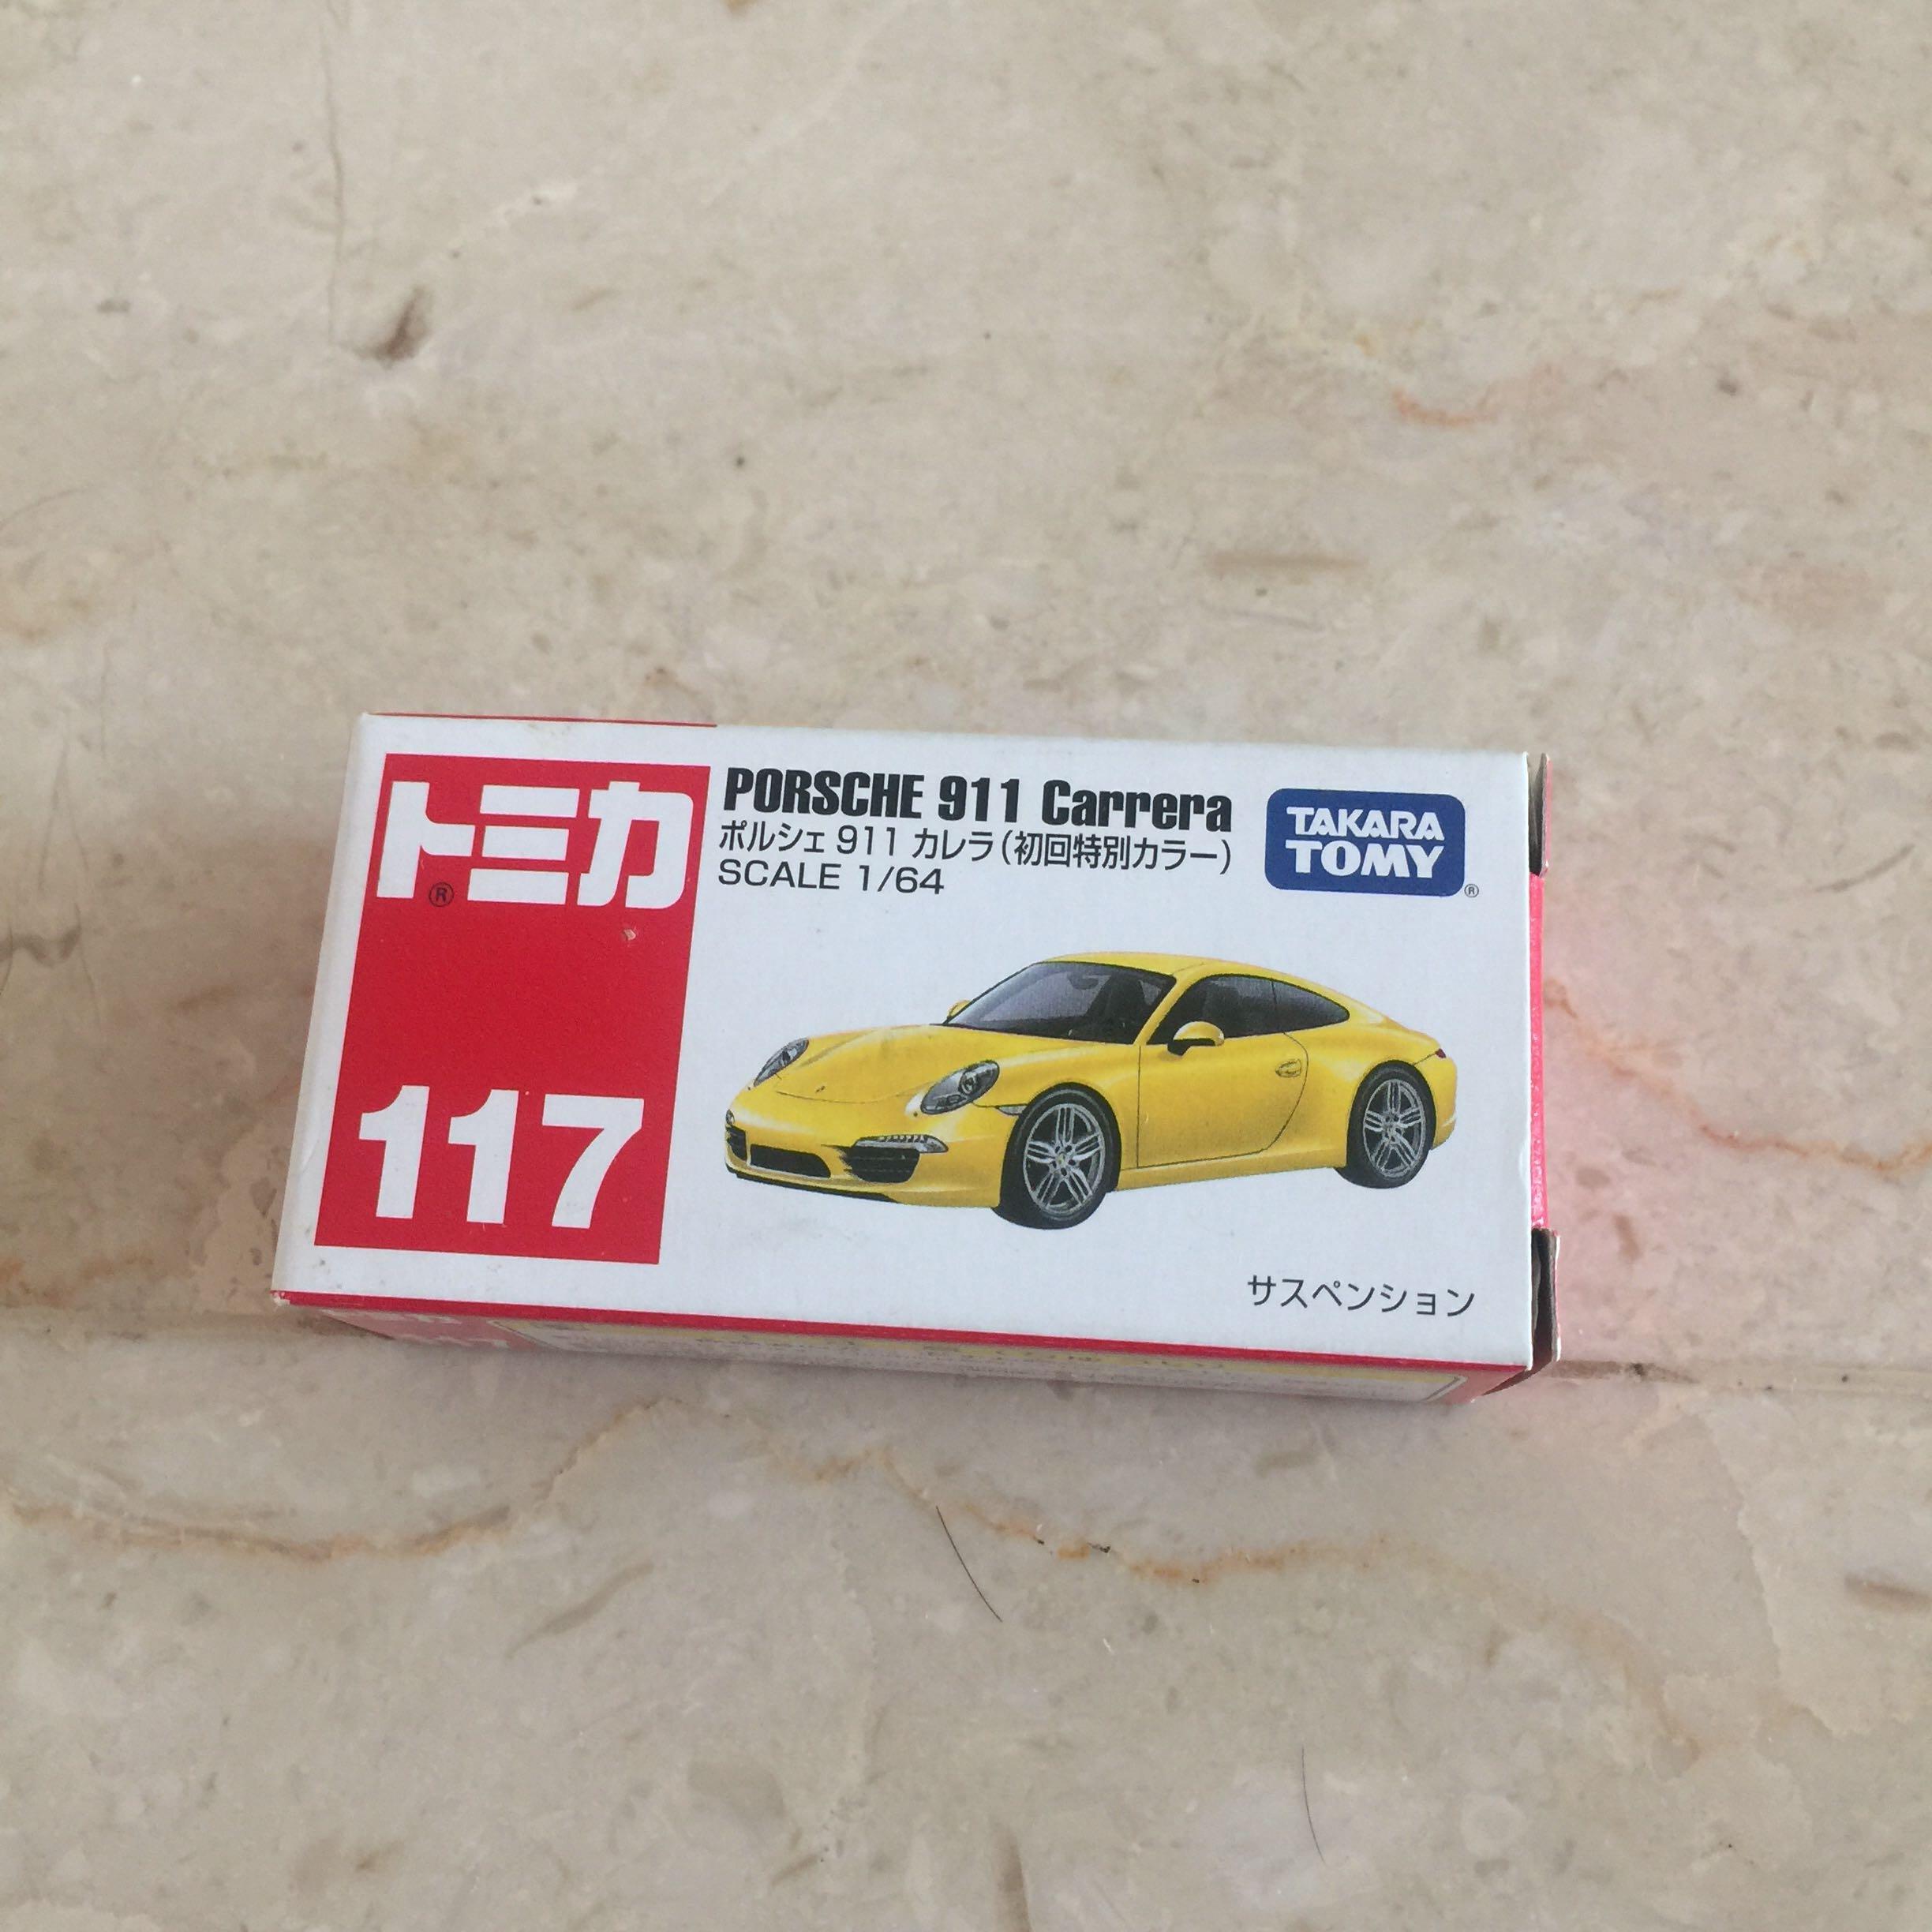 トミカ
®
117
PORSCHE 911 Carrera
ポルシェ 911 カレラ（初回特別カラー）
SCALE 1/64
TAKARA
TOMY
®
サスペンション